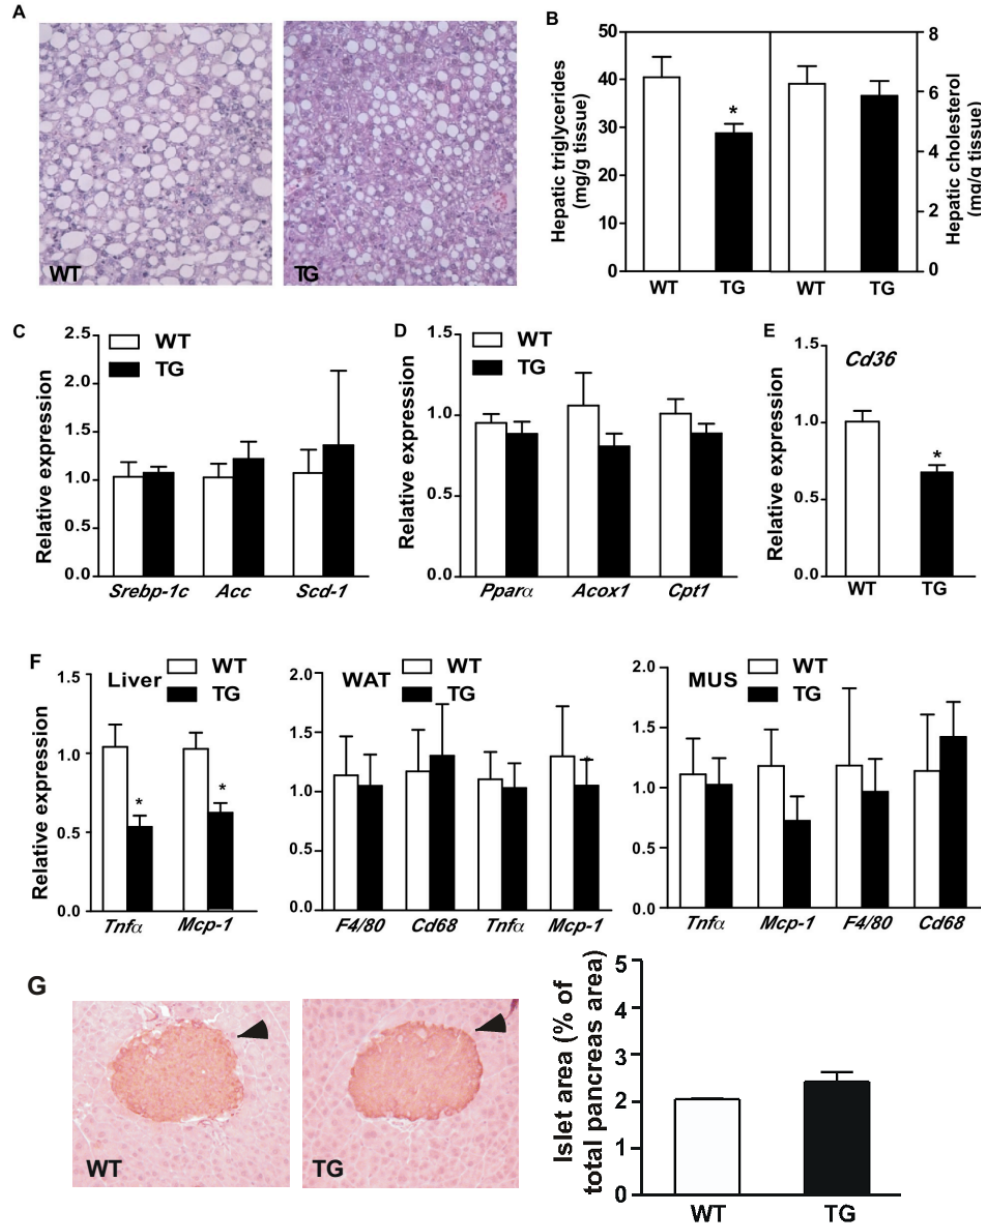 A
WT
TG
B
Hepatic triglycerides
(mg/g tissue)
50
40
30
20
10
0
*
WT
TG
WT
TG
8
6
4
2
0
Hepatic cholesterol
(mg/g tissue)
C
Relative expression
2.5
2.0
1.5
1.0
0.5
0.0
WT
TG
Srebp-1c
Acc
Scd-1
D
Relative expression
1.5
1.0
0.5
0.0
WT
TG
Pparα
Acox1
Cpt1
E
Relative expression
1.5
1.0
0.5
0.0
Cd36
*
WT
TG
F
Relative expression
1.5
1.0
0.5
0.0
Liver
WT
TG
*
*
Tnfα
Mcp-1
2.0
1.5
1.0
0.5
0.0
WAT
WT
TG
F4/80
Cd68
Tnfα
Mcp-1
2.0
1.5
1.0
0.5
0.0
MUS
WT
TG
Tnfα
Mcp-1
F4/80
Cd68
G
WT
TG
Islet area (% of
total pancreas area)
5
4
3
2
1
0
WT
TG